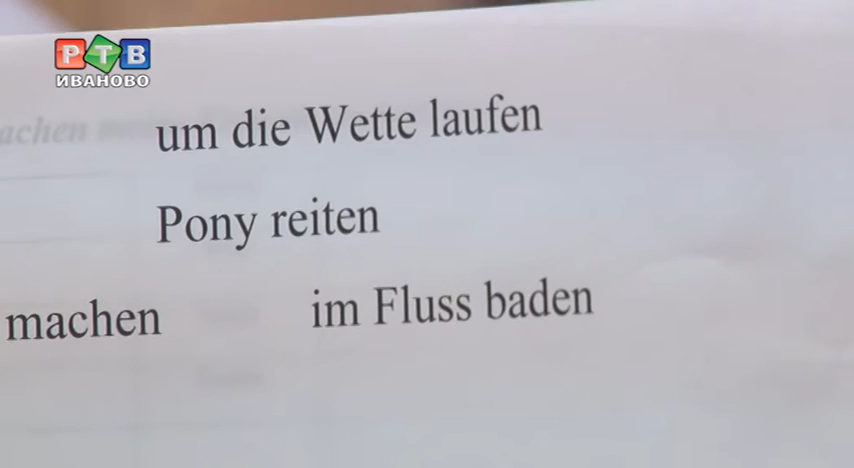 РТВ
ИВАНОВО
um die Wette laufen
Pony reiten
machen im Fluss baden